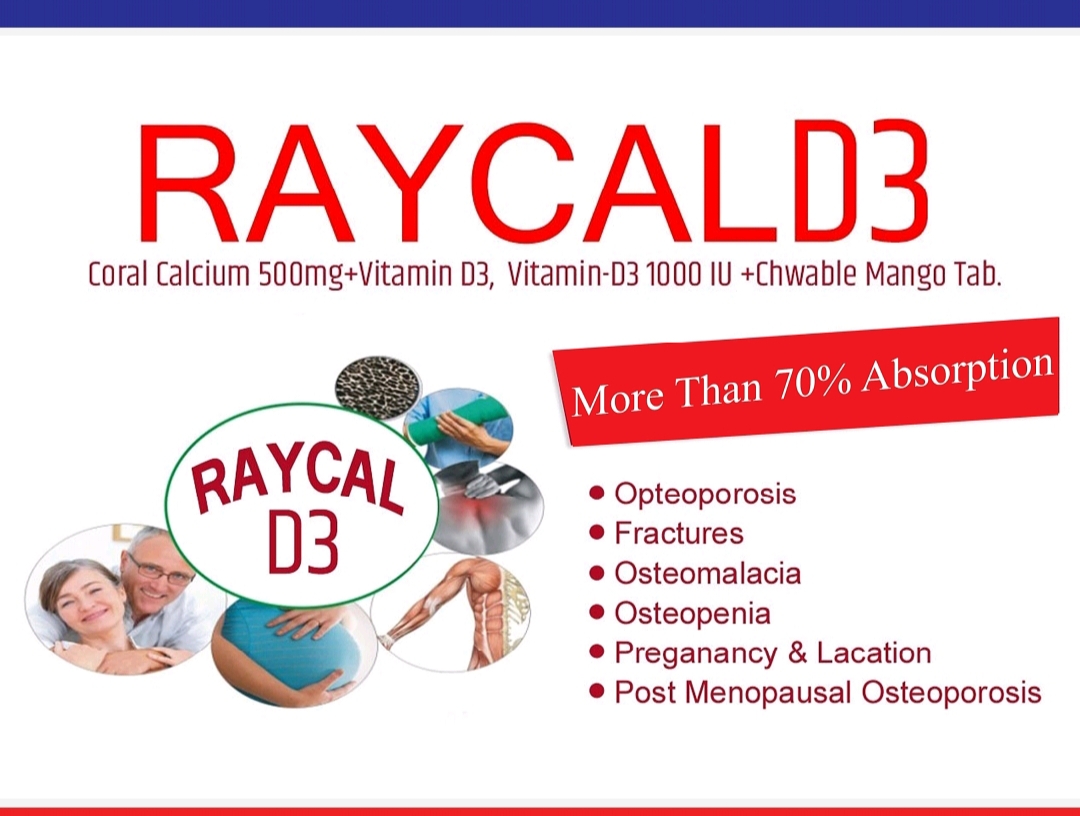 RAYCALD3
Coral Calcium 500mg+Vitamin D3, Vitamin-D3 1000 IU +Chwable Mango Tab.
More Than 70% Absorption
RAYCAL
D3
Opteoporosis
Fractures
Osteomalacia
Osteopenia
Preganancy & Lacation
Post Menopausal Osteoporosis